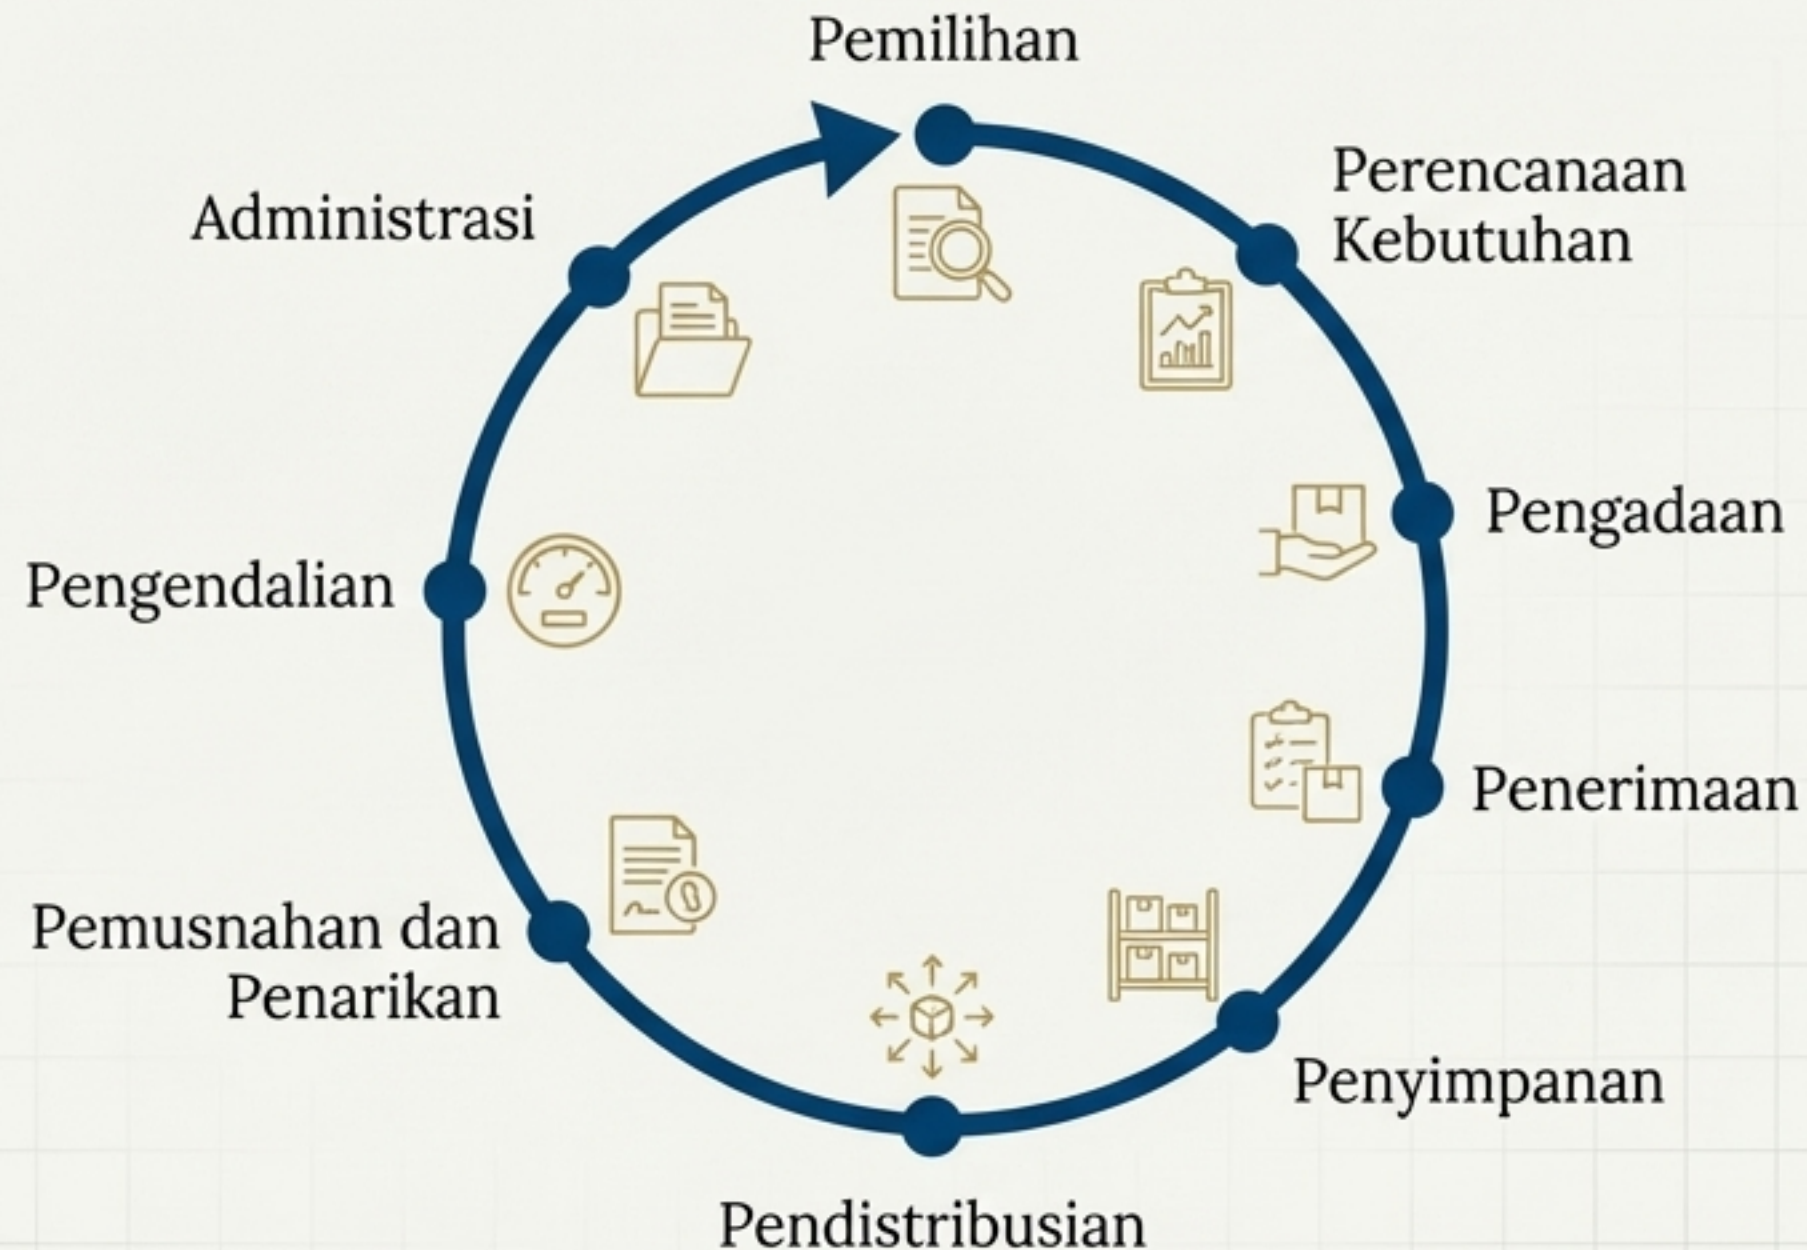 Pemilihan
Perencanaan
Kebutuhan
Pengadaan
Penerimaan
Penyimpanan
Pendistribusian
Pemusnahan dan
Penarikan
Pengendalian
Administrasi